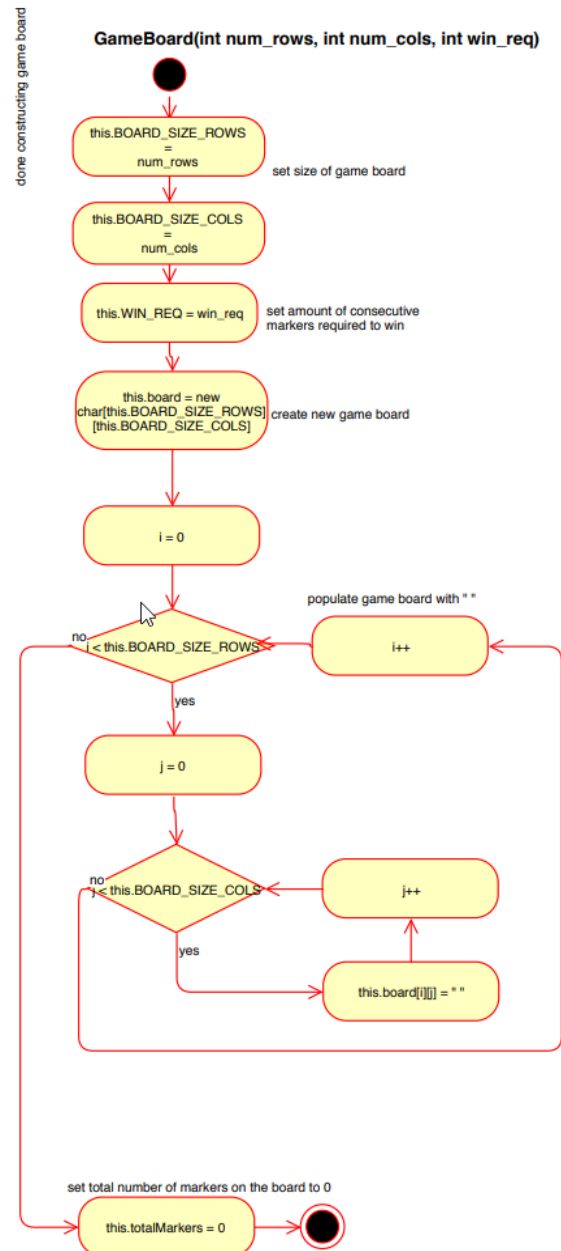 done constructing game board
GameBoard(int num_rows, int num_cols, int win_req)
this.BOARD_SIZE_ROWS
=
num_rows
set size of game board
this.BOARD_SIZE_COLS
=
num_cols
this.WIN_REQ = win_req
set amount of consecutive
markers required to win
this.board = new
char[this.BOARD_SIZE_ROWS]
[this.BOARD_SIZE_COLS]
create new game board
i = 0
populate game board with " "
no
i < this.BOARD_SIZE_ROWS
i++
yes
j = 0
no
j < this.BOARD_SIZE_COLS
j++
yes
this.board[i][j] = " "
set total number of markers on the board to 0
this.totalMarkers = 0